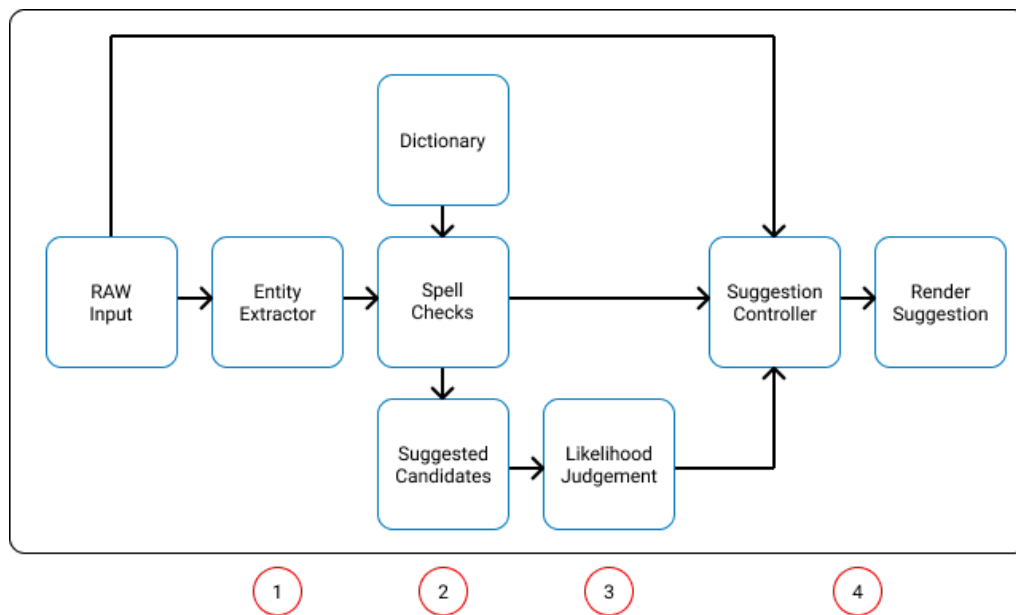 Dictionary
RAW
Input
Entity
Extractor
Spell
Checks
Suggestion
Controller
Render
Suggestion
Suggested
Candidates
Likelihood
Judgement
1
2
3
4